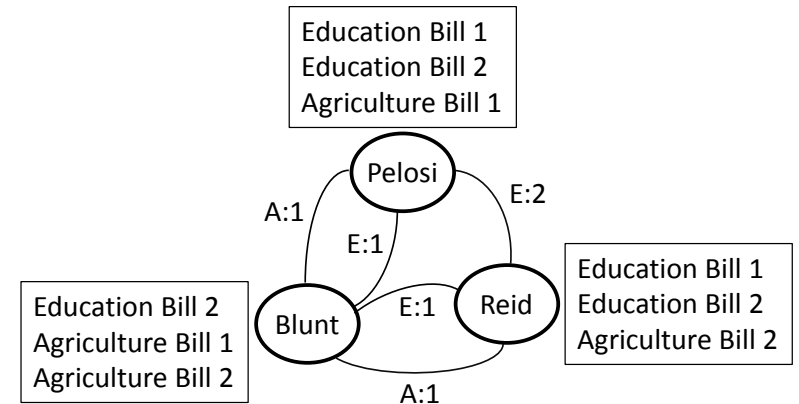 Education Bill 1
Education Bill 2
Agriculture Bill 1
Pelosi
A:1
E:2
E:1
Education Bill 2
Agriculture Bill 1
Agriculture Bill 2
Blunt
E:1
Reid
Education Bill 1
Education Bill 2
Agriculture Bill 2
A:1